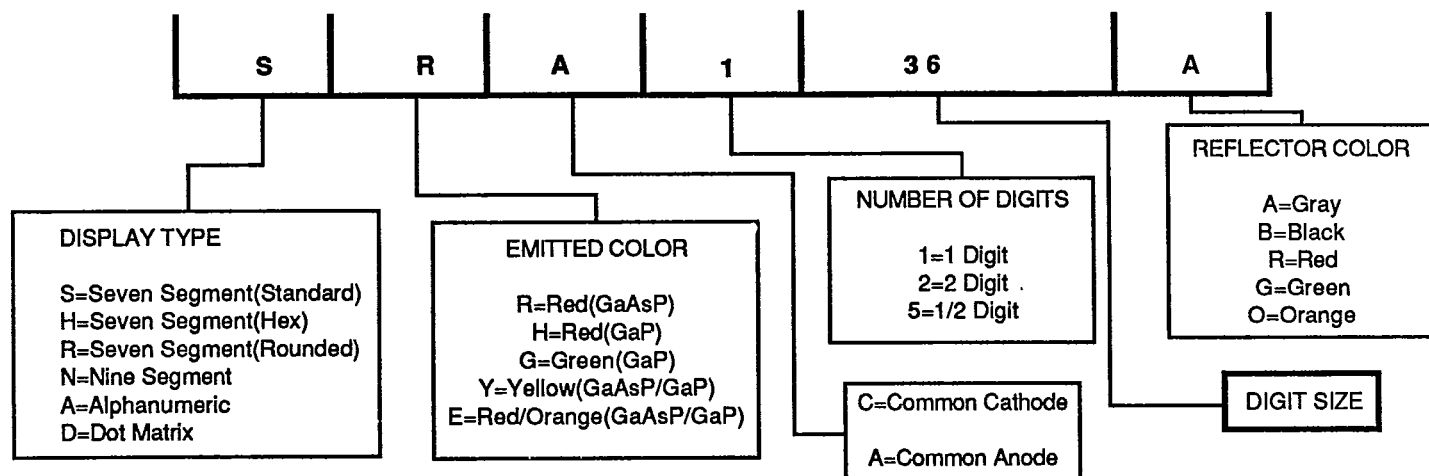 S R A 1 3 6 A
DISPLAY TYPE
S=Seven Segment(Standard)
H=Seven Segment(Hex)
R=Seven Segment(Rounded)
N=Nine Segment
A=Alphanumeric
D=Dot Matrix
EMITTED COLOR
R=Red(GaAsP)
H=Red(GaP)
G=Green(GaP)
Y=Yellow(GaAsP/GaP)
E=Red/Orange(GaAsP/GaP)
C=Common Cathode
A=Common Anode
NUMBER OF DIGITS
1=1 Digit
2=2 Digit
5=1/2 Digit
DIGIT SIZE
REFLECTOR COLOR
A=Gray
B=Black
R=Red
G=Green
O=Orange